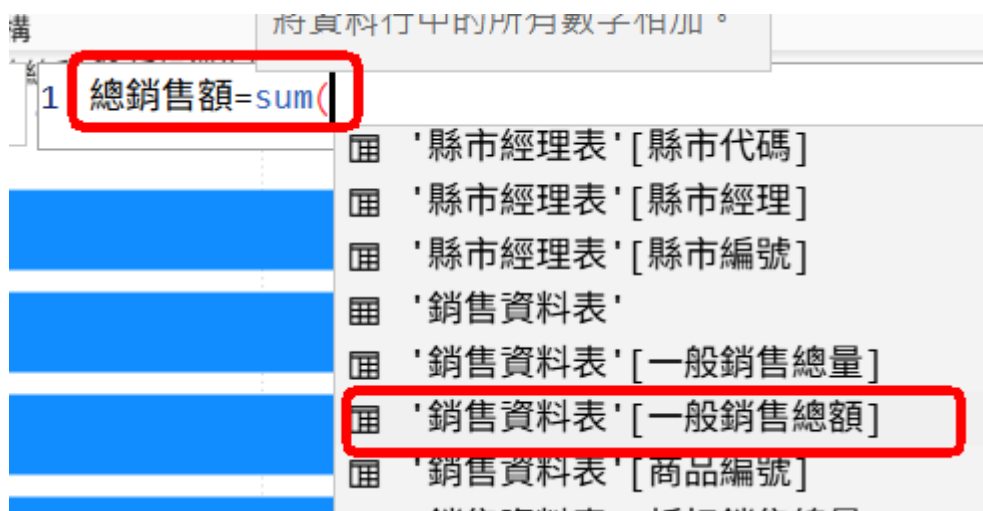 構
將資料行中的所有數字相加。
1 總銷售額=sum(
'縣市經理表'[縣市代碼]
'縣市經理表'[縣市經理]
'縣市經理表'[縣市編號]
'銷售資料表'
'銷售資料表'[一般銷售總量]
'銷售資料表'[一般銷售總額]
'銷售資料表'[商品編號]